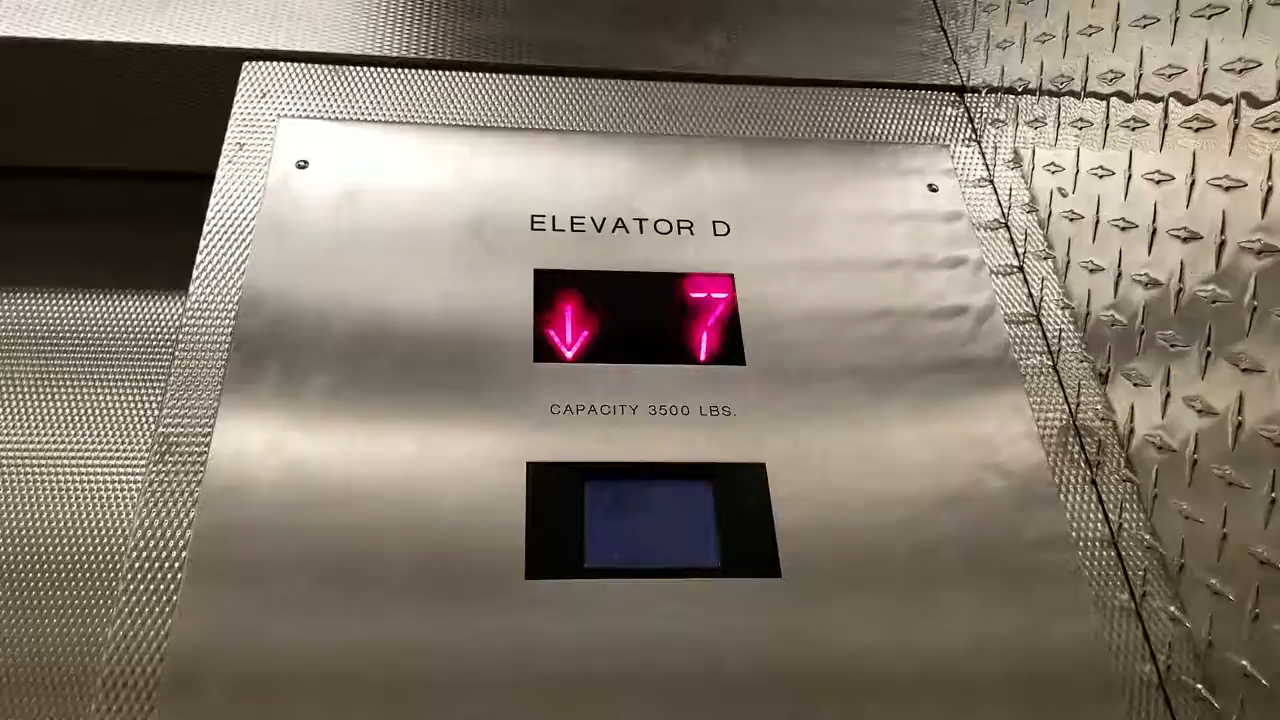 ELEVATOR D
↓ 7
CAPACITY 3500 LBS.